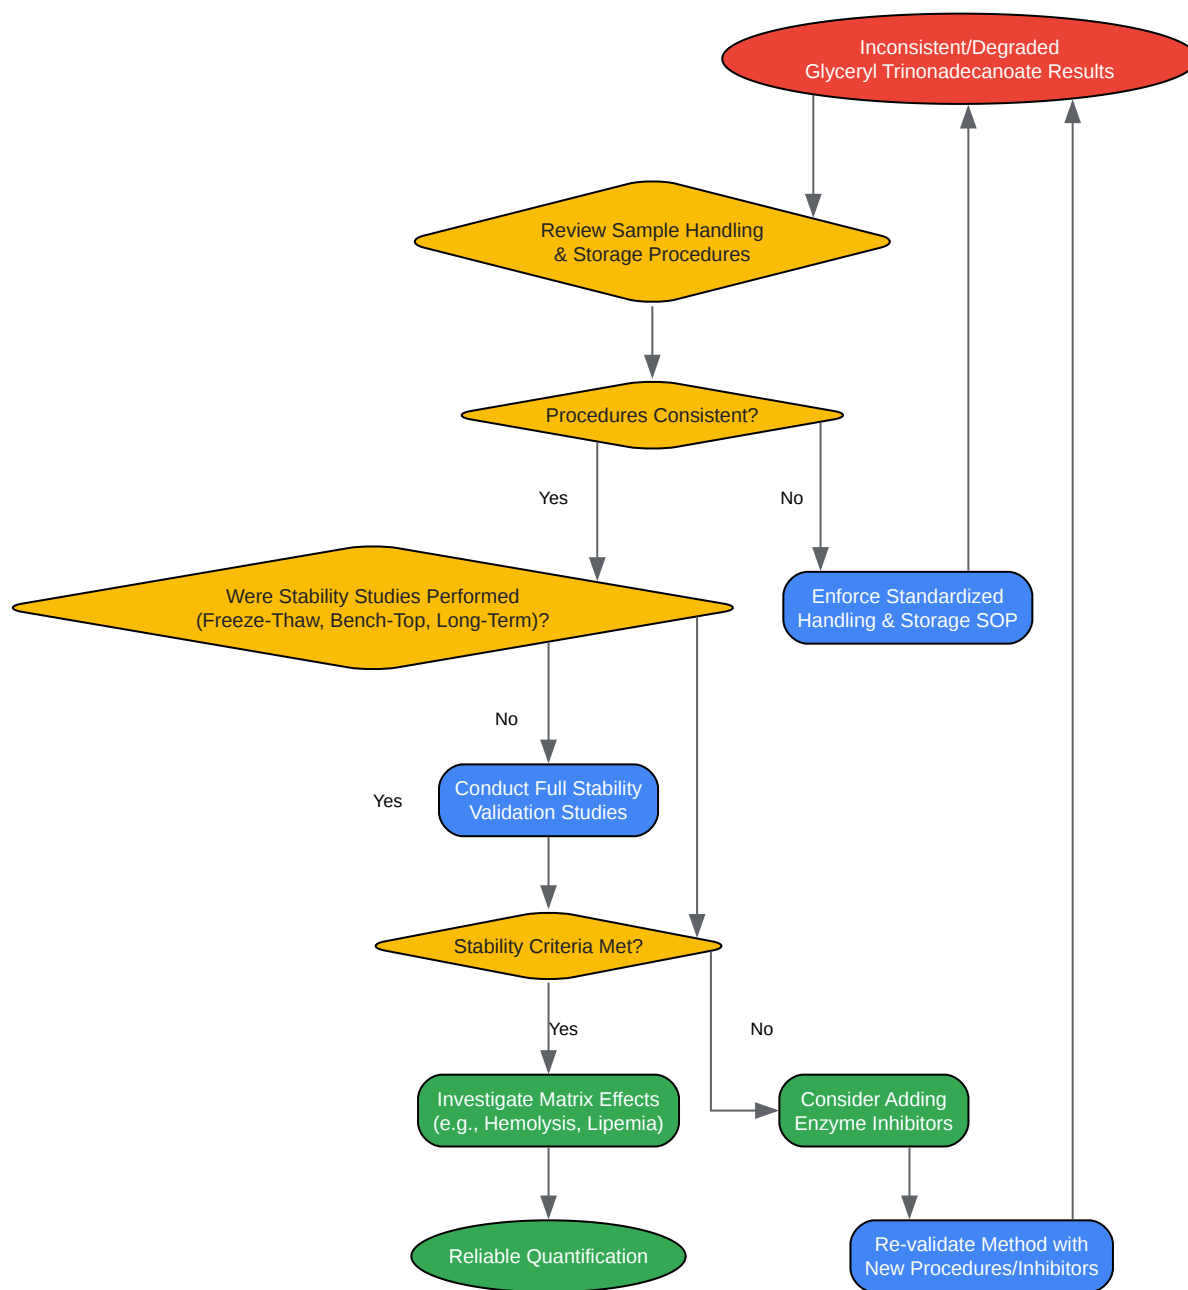 Inconsistent/Degraded
Glyceryl Trinonadecanoate Results
Review Sample Handling
& Storage Procedures
Procedures Consistent?
Yes
No
Were Stability Studies Performed
(Freeze-Thaw, Bench-Top, Long-Term)?
Enforce Standardized
Handling & Storage SOP
No
Conduct Full Stability
Validation Studies
Yes
Stability Criteria Met?
Yes
No
Investigate Matrix Effects
(e.g., Hemolysis, Lipemia)
Consider Adding
Enzyme Inhibitors
Reliable Quantification
Re-validate Method with
New Procedures/Inhibitors